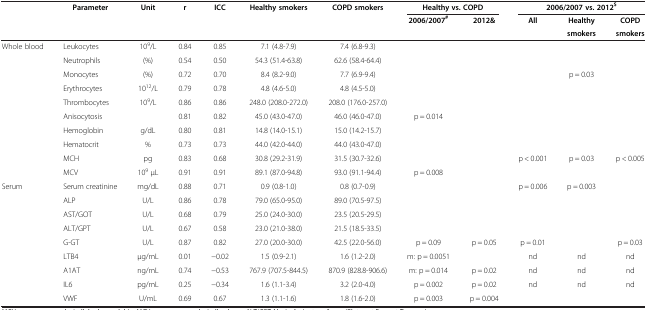 Parameter Unit r ICC Healthy smokers COPD smokers Healthy vs. COPD 2006/2007 vs. 2012$
2006/2007# 2012& All Healthy smokers COPD smokers
Whole blood Leukocytes 10⁹/L 0.84 0.85 7.1 (4.8-7.9) 7.4 (6.8-9.3)
Neutrophils (%) 0.54 0.50 54.3 (51.4-63.8) 62.6 (58.4-64.4)
Monocytes (%) 0.72 0.70 8.4 (8.2-9.0) 7.7 (6.9-9.4) p = 0.03
Erythrocytes 10¹²/L 0.79 0.78 4.8 (4.6-5.0) 4.8 (4.5-5.0)
Thrombocytes 10⁹/L 0.86 0.86 248.0 (208.0-272.0) 208.0 (176.0-257.0)
Anisocytosis 0.81 0.82 45.0 (43.0-47.0) 46.0 (46.0-47.0) p = 0.014
Hemoglobin g/dL 0.80 0.81 14.8 (14.0-15.1) 15.0 (14.2-15.7)
Hematocrit % 0.73 0.73 44.0 (42.0-44.0) 44.0 (43.0-47.0)
MCH pg 0.83 0.68 30.8 (29.2-31.9) 31.5 (30.7-32.6) p < 0.001 p = 0.03 p < 0.005
MCV 10⁹ µL 0.91 0.91 89.1 (87.0-94.8) 93.0 (91.1-94.4) p = 0.008
Serum Serum creatinine mg/dL 0.88 0.71 0.9 (0.8-1.0) 0.8 (0.7-0.9) p = 0.006 p = 0.003
ALP U/L 0.86 0.78 79.0 (65.0-95.0) 89.0 (70.5-97.5)
AST/GOT U/L 0.68 0.79 25.0 (24.0-30.0) 23.5 (20.5-29.5)
ALT/GPT U/L 0.67 0.58 23.0 (21.0-38.0) 21.5 (18.5-33.5)
G-GT U/L 0.87 0.82 27.0 (20.0-30.0) 42.5 (22.0-56.0) p = 0.09 p = 0.05 p = 0.01 p = 0.03
LTB4 µg/mL 0.01 −0.02 1.5 (0.9-2.1) 1.6 (1.2-2.0) m: p = 0.0051 nd nd nd
A1AT ng/mL 0.74 −0.53 767.9 (707.5-844.5) 870.9 (828.8-906.6) m: p = 0.014 p = 0.02 nd nd nd
IL6 pg/mL 0.25 −0.34 1.6 (1.1-3.4) 3.2 (2.0-4.0) p = 0.002 p = 0.02 nd nd nd
VWF U/mL 0.69 0.67 1.3 (1.1-1.6) 1.8 (1.6-2.0) p = 0.003 p = 0.004